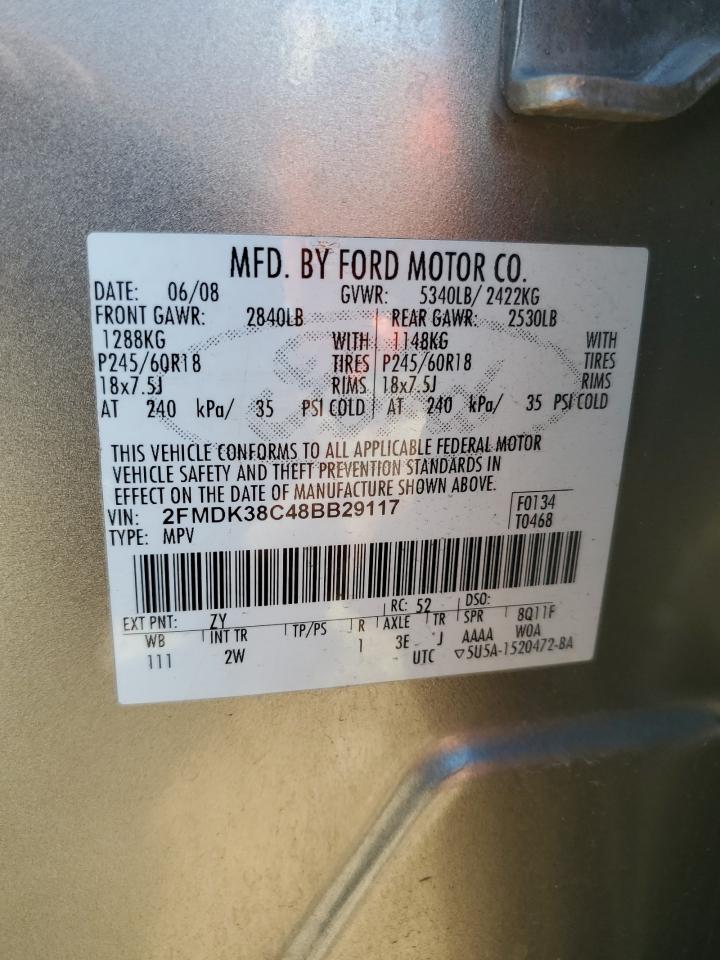 MFD. BY FORD MOTOR CO.
DATE: 06/08 GVWR: 5340LB/ 2422KG
FRONT GAWR: 2840LB REAR GAWR: 2530LB
1288KG WITH 1148KG WITH
P245/60R18 TIRES P245/60R18 TIRES
18x7.5J RIMS 18x7.5J RIMS
AT 240 kPa/ 35 PSI COLD AT 240 kPa/ 35 PSI COLD
THIS VEHICLE CONFORMS TO ALL APPLICABLE FEDERAL MOTOR
VEHICLE SAFETY AND THEFT PREVENTION STANDARDS IN
EFFECT ON THE DATE OF MANUFACTURE SHOWN ABOVE.
VIN: 2FMDK38C48BB29117 F0134
TYPE: MPV T0468
EXT PNT: ZY RC: 52 DSO:
WB INT TR TP/PS R AXLE TR SPR 8Q11F
111 2W 1 3E J AAAA W0A
UTC ▽5U5A-1520472-BA